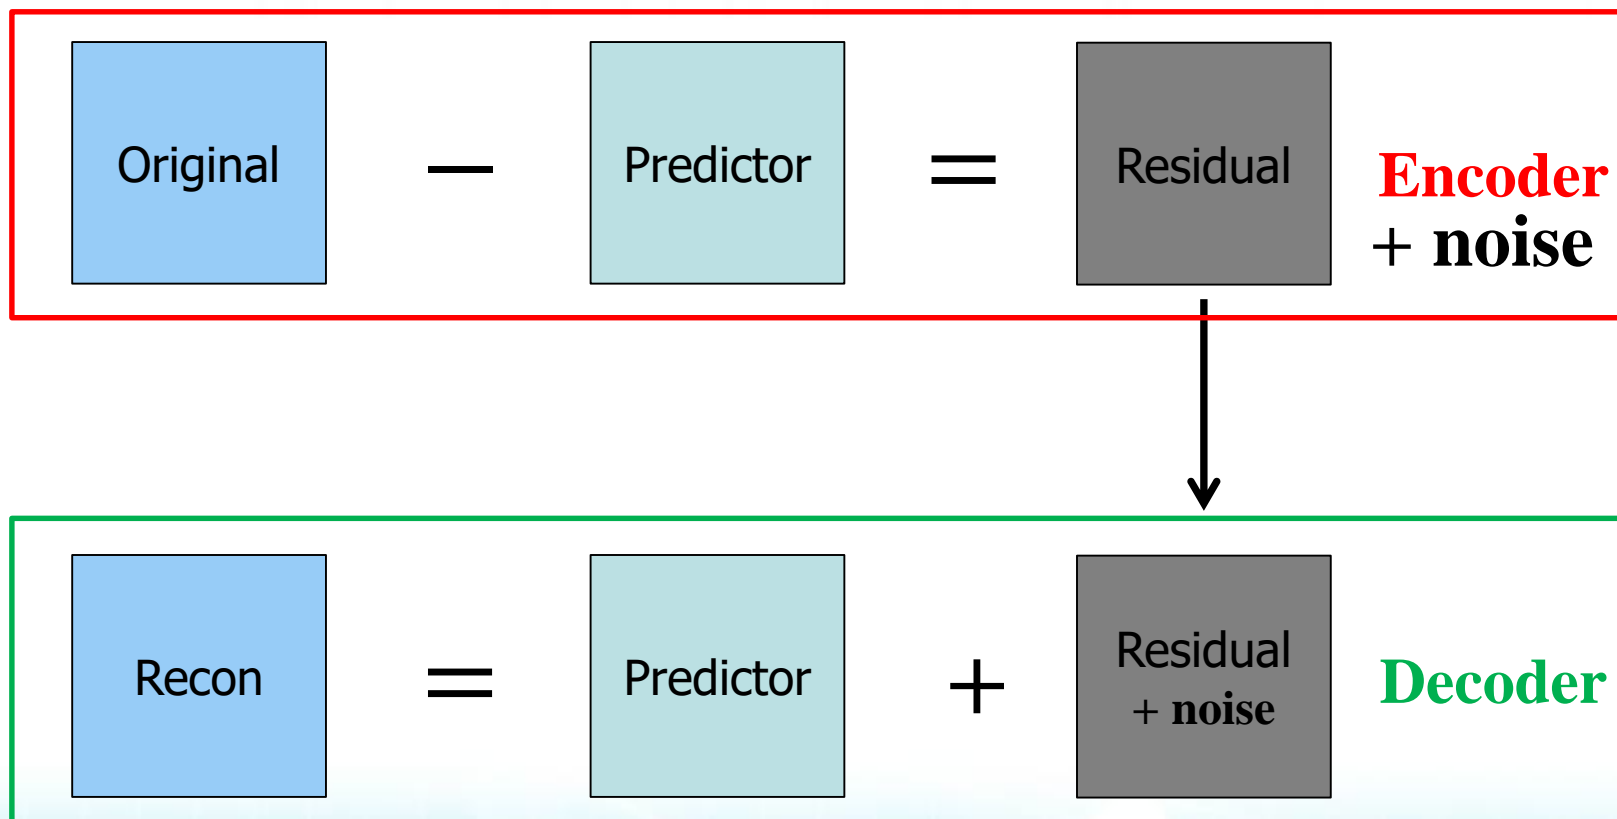 Original − Predictor = Residual Encoder
+ noise
Recon = Predictor + Residual Decoder
+ noise